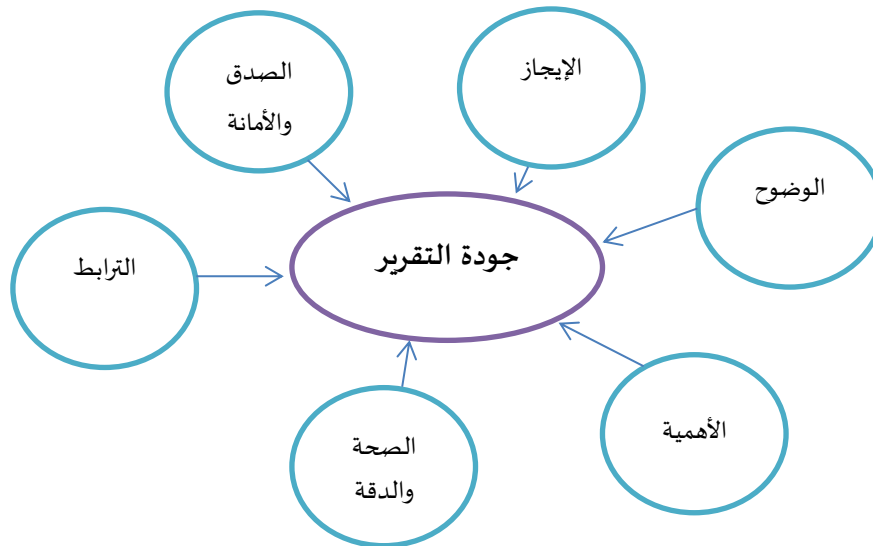 الإيجاز
الصدق
والأمانة
الوضوح
جودة التقرير
الترابط
الأهمية
الصحة
والدقة